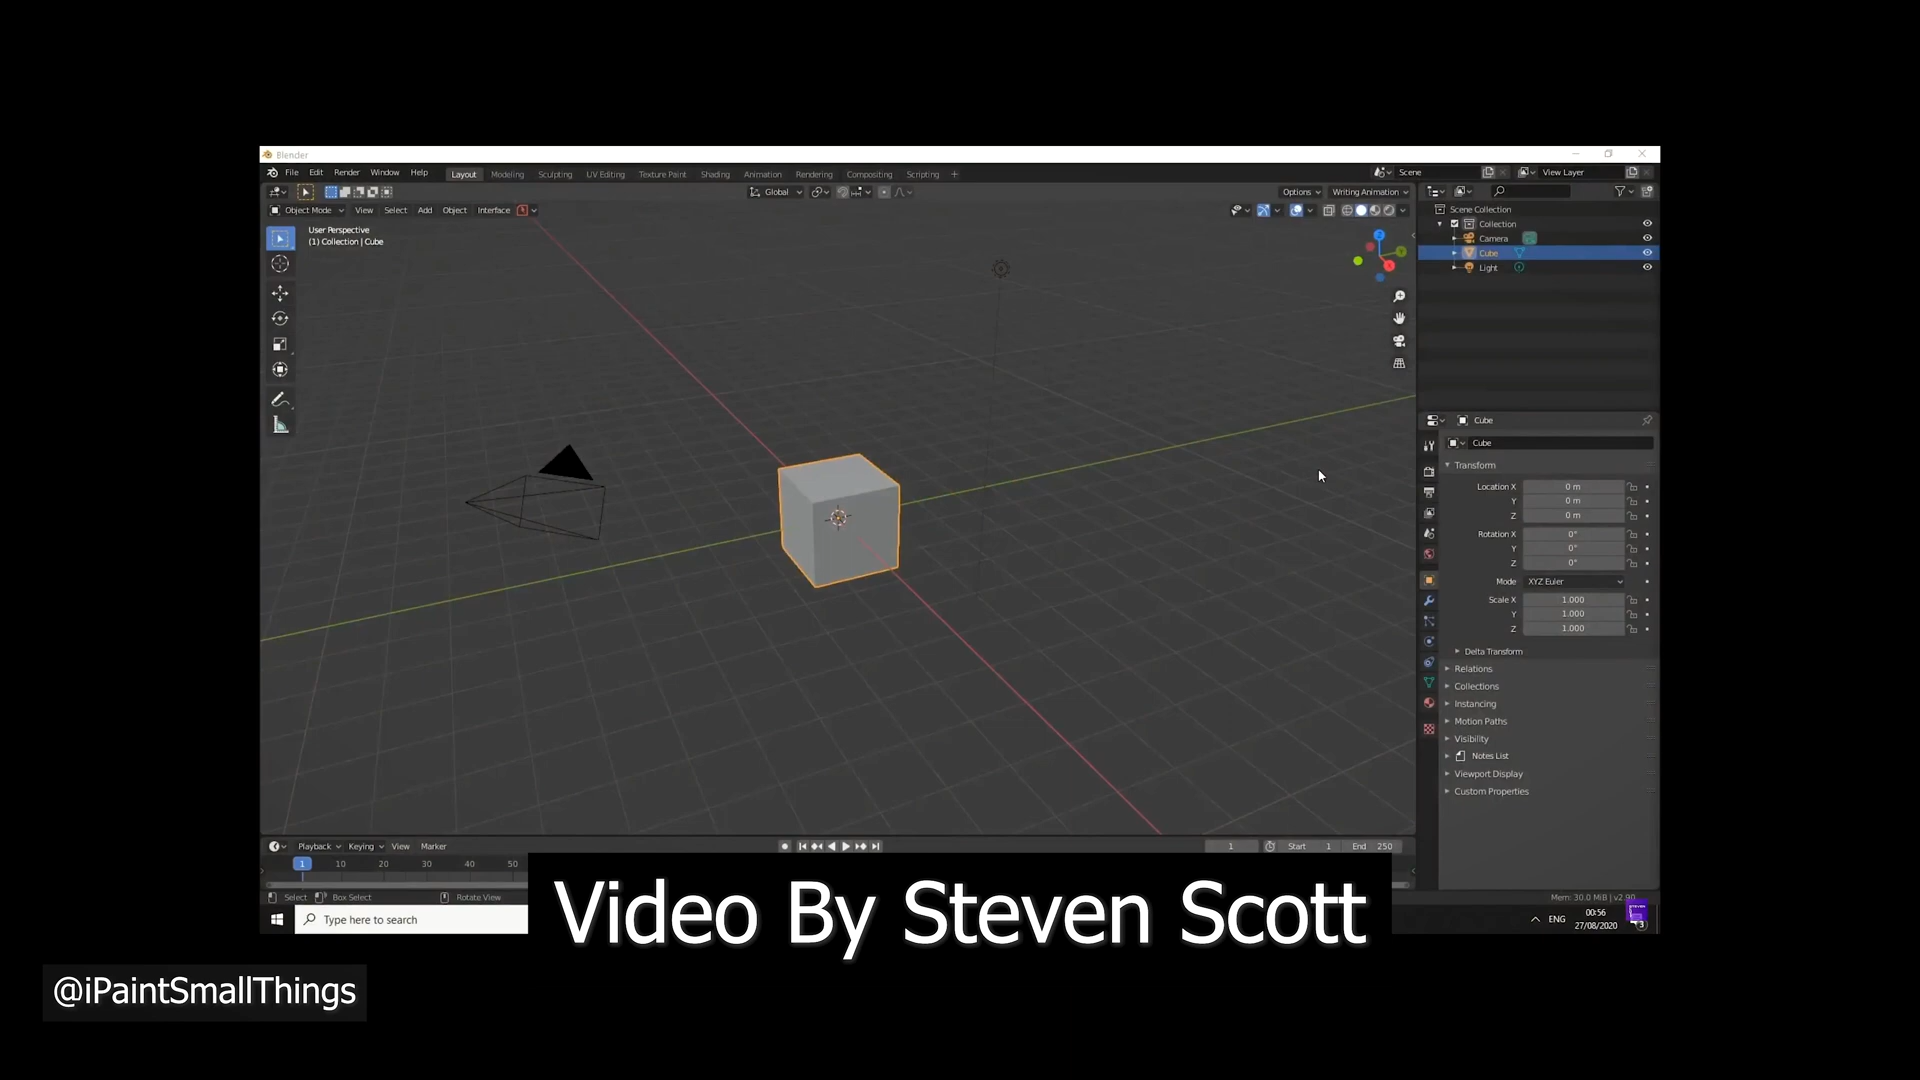 Blender
File Edit Render Window Help Layout Modeling Sculpting UV Editing Texture Paint Shading Animation Rendering Compositing Scripting + Scene View Layer
Global Options Writing Animation
Object Mode View Select Add Object Interface
User Perspective
(1) Collection | Cube
Scene Collection
Collection
Camera
Cube
Light
Cube
Cube
Transform
Location X 0 m
Y 0 m
Z 0 m
Rotation X 0°
Y 0°
Z 0°
Mode XYZ Euler
Scale X 1.000
Y 1.000
Z 1.000
Delta Transform
Relations
Collections
Instancing
Motion Paths
Visibility
Notes List
Viewport Display
Custom Properties
Playback Keying View Marker 1 Start 1 End 250
1 10 20 30 40 50
Select Box Select Rotate View Mem: 30.0 MiB | v2.90
Type here to search
ENG 00:56
27/08/2020
3
Video By Steven Scott
@iPaintSmallThings